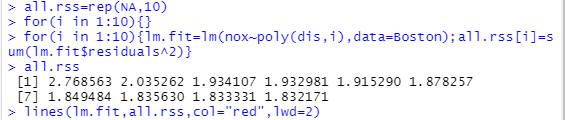 > all.rss=rep(NA,10)
> for(i in 1:10){}
> for(i in 1:10){lm.fit=lm(nox~poly(dis,i),data=Boston);all.rss[i]=s
um(lm.fit$residuals^2)}
> all.rss
 [1] 2.768563 2.035262 1.934107 1.932981 1.915290 1.878257
 [7] 1.849484 1.835630 1.833331 1.832171
> lines(lm.fit,all.rss,col="red",lwd=2)